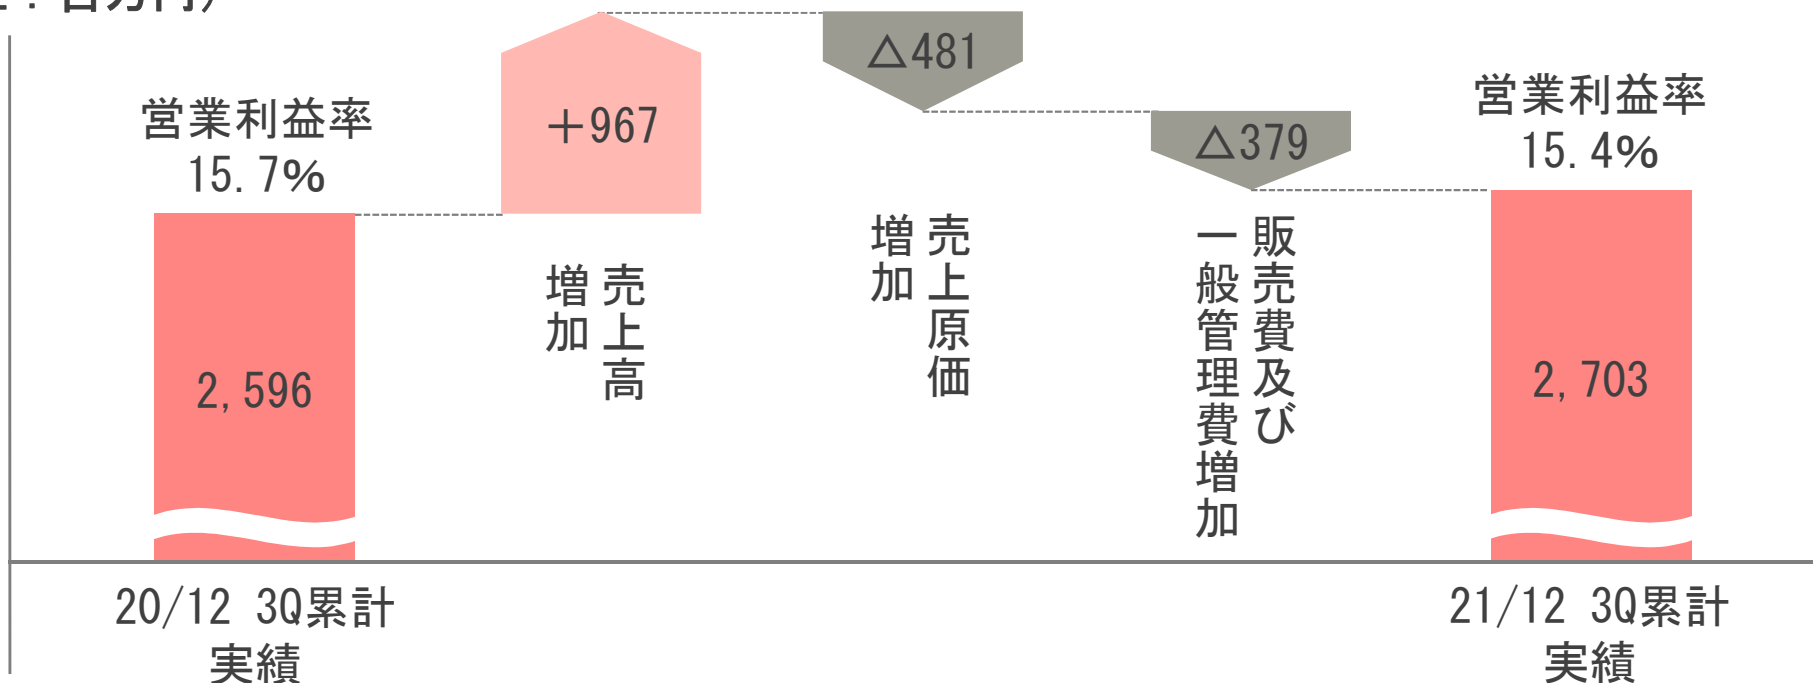 ：百万円）
営業利益率
15.7%
2,596
＋967
売上高
増加
△481
売上原価
増加
△379
販売費及び
一般管理費増加
営業利益率
15.4%
2,703
20/12 3Q累計
実績
21/12 3Q累計
実績